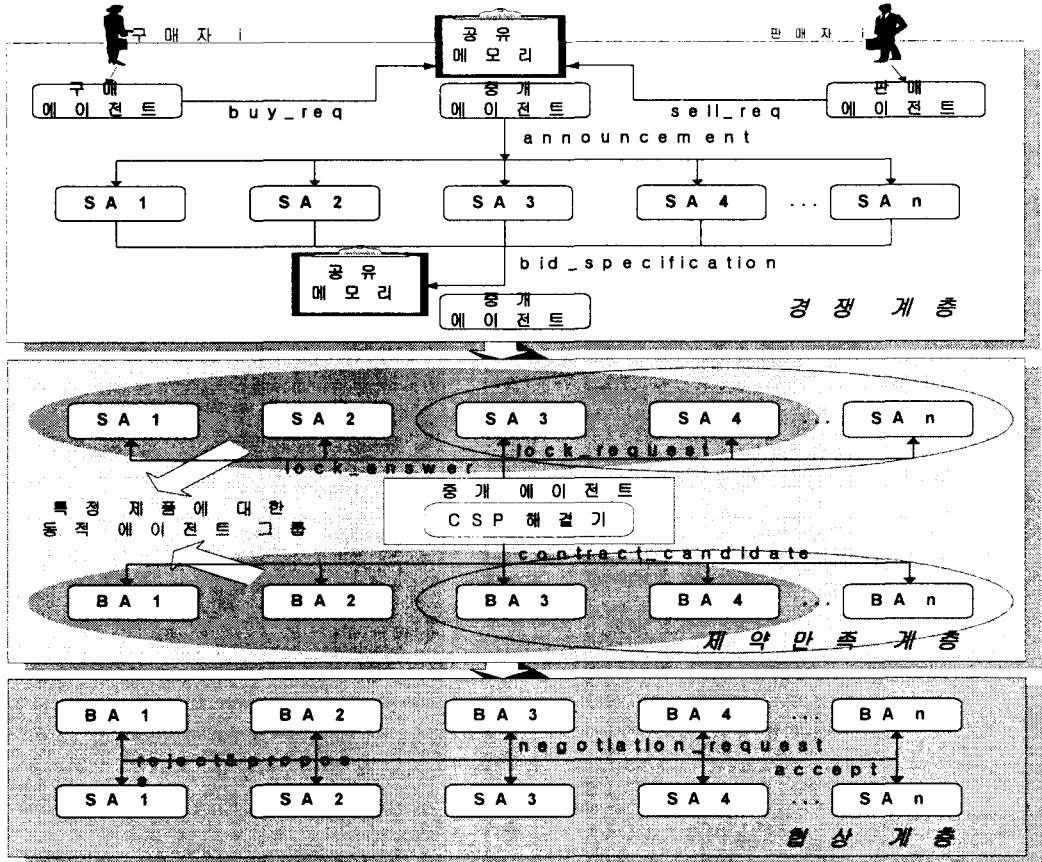 구 매 자 i
공 유
메 모 리
판 매 자 i
구 매
에 이 전 트
buy_req
중 개
에 이 전 트
sell_req
판 매
에 이 전 트
announcement
SA 1
SA 2
SA 3
SA 4
...
SA n
공 유
메 모 리
bid_specification
중 개
에 이 전 트
경 쟁 계 층
SA 1
SA 2
SA 3
SA 4
...
SA n
lock_request
lock_answer
중 개 에 이 전 트
CSP 해 결 기
특 정 제 품 에 대 한
동 적 에 이 전 트 그 룹
contract_candidate
BA 1
BA 2
BA 3
BA 4
...
BA n
제 약 만 족 계 층
BA 1
BA 2
BA 3
BA 4
...
BA n
negotiation_request
reject&propos
e
accept
SA 1
SA 2
SA 3
SA 4
...
SA n
협 상 계 층